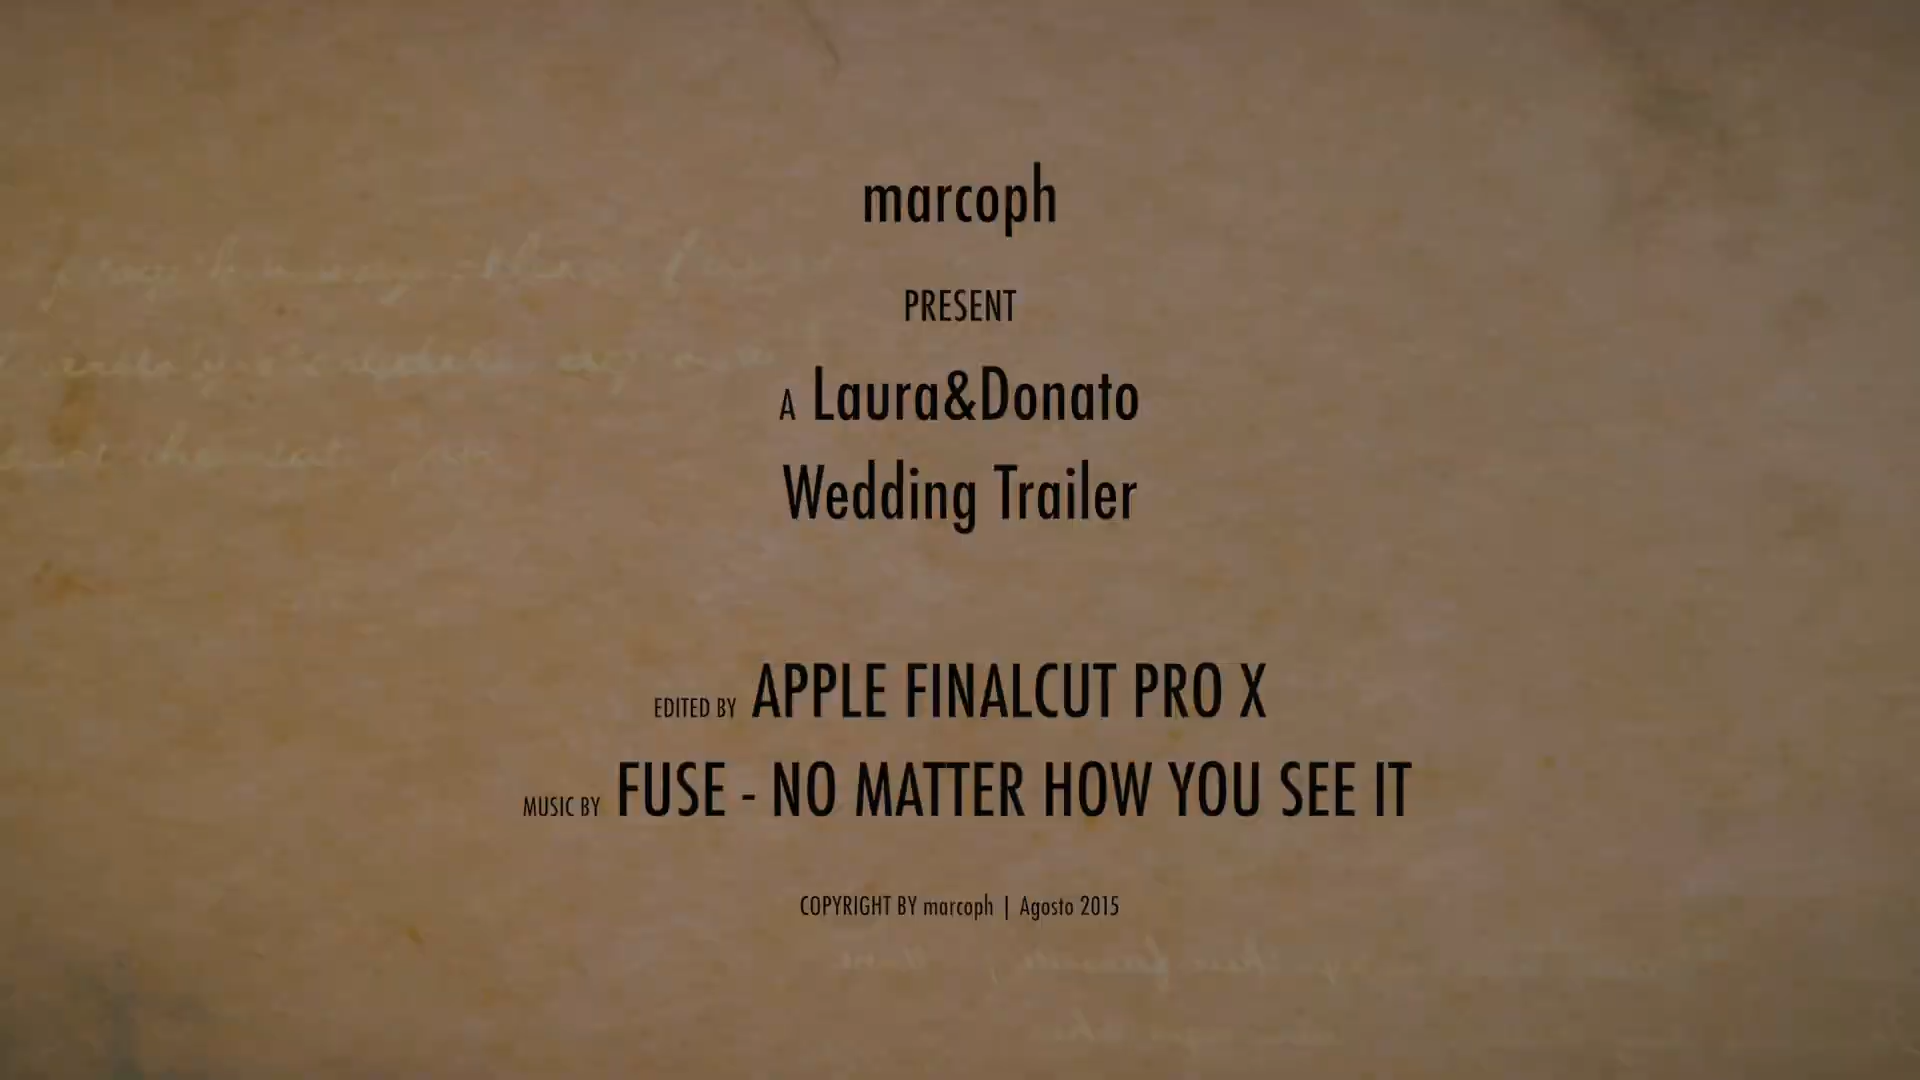 marcoph
PRESENT
A Laura&Donato
Wedding Trailer
EDITED BY APPLE FINALCUT PRO X
MUSIC BY FUSE - NO MATTER HOW YOU SEE IT
COPYRIGHT BY marcoph | Agosto 2015